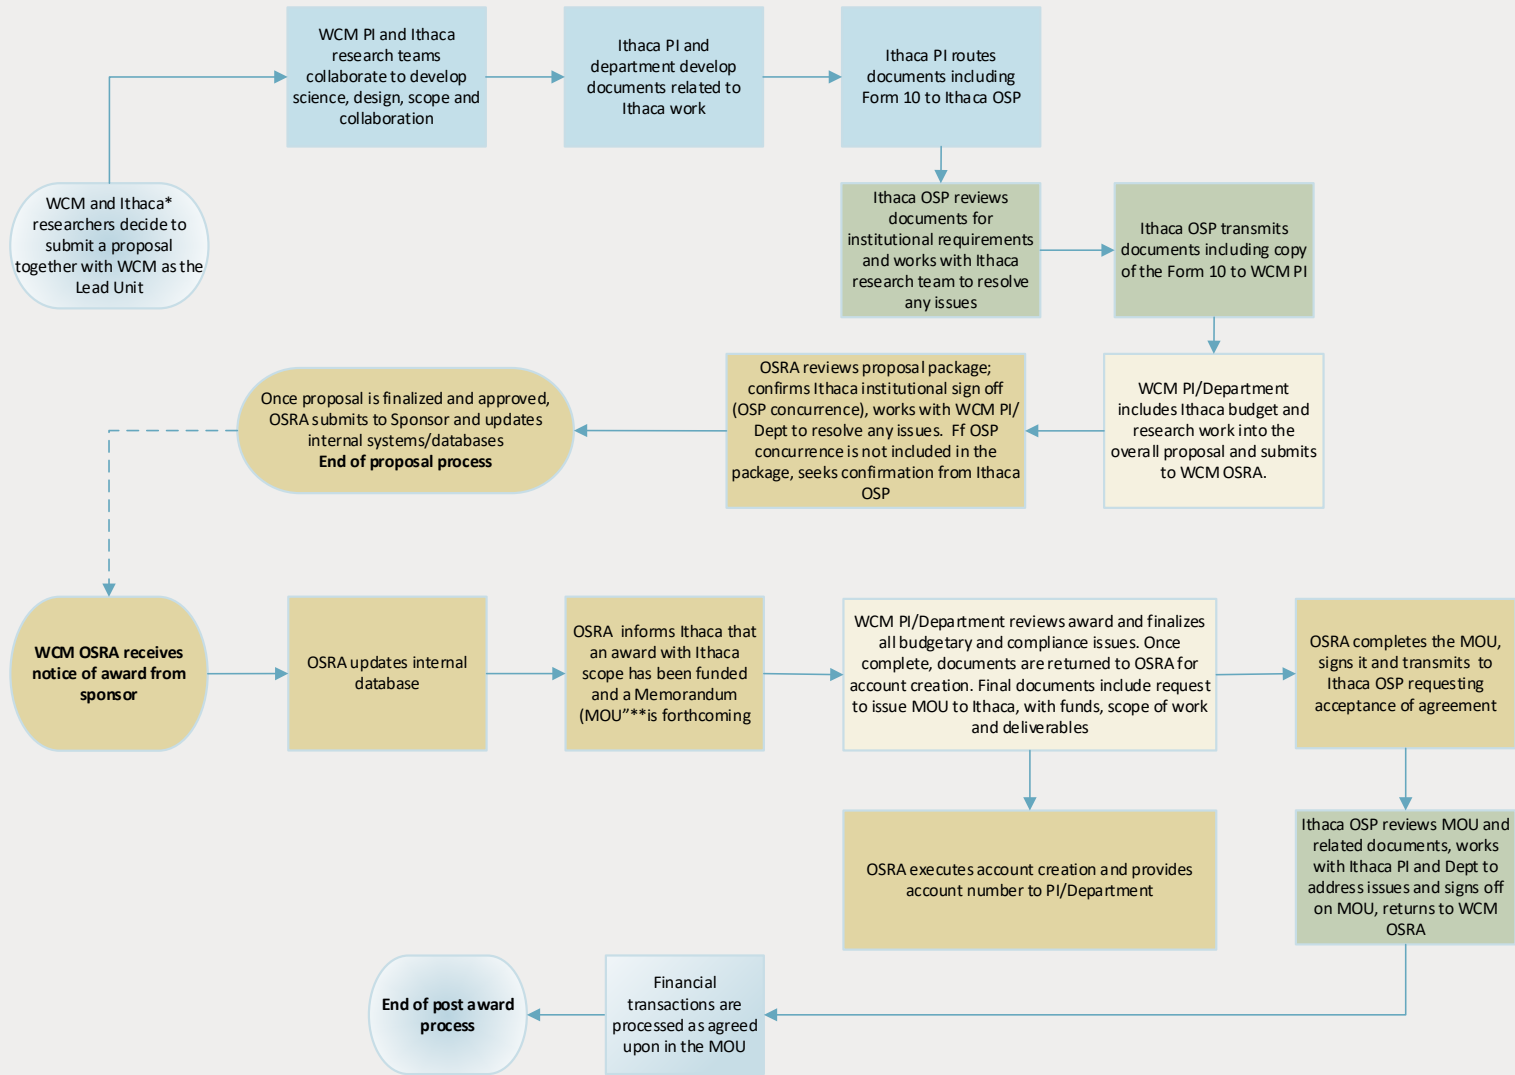 WCM PI and Ithaca
research teams
collaborate to develop
science, design, scope and
collaboration
Ithaca PI and
department develop
documents related to
Ithaca work
Ithaca PI routes
documents including
Form 10 to Ithaca OSP
WCM and Ithaca*
researchers decide to
submit a proposal
together with WCM as the
Lead Unit
Ithaca OSP reviews
documents for
institutional requirements
and works with Ithaca
research team to resolve
any issues
Ithaca OSP transmits
documents including copy
of the Form 10 to WCM PI
Once proposal is finalized and approved,
OSRA submits to Sponsor and updates
internal systems/databases
End of proposal process
OSRA reviews proposal package;
confirms Ithaca institutional sign off
(OSP concurrence), works with WCM PI/
Dept to resolve any issues.  Ff OSP
concurrence is not included in the
package, seeks confirmation from Ithaca
OSP
WCM PI/Department
includes Ithaca budget and
research work into the
overall proposal and submits
to WCM OSRA.
WCM OSRA receives
notice of award from
sponsor
OSRA updates internal
database
OSRA  informs Ithaca that
an award with Ithaca
scope has been funded
and a Memorandum
(MOU”**is forthcoming
WCM PI/Department reviews award and finalizes
all budgetary and compliance issues. Once
complete, documents are returned to OSRA for
account creation. Final documents include request
to issue MOU to Ithaca, with funds, scope of work
and deliverables
OSRA completes the MOU,
signs it and transmits  to
Ithaca OSP requesting
acceptance of agreement
OSRA executes account creation and provides
account number to PI/Department
Ithaca OSP reviews MOU and
related documents, works
with Ithaca PI and Dept to
address issues and signs off
on MOU, returns to WCM
OSRA
End of post award
process
Financial
transactions are
processed as agreed
upon in the MOU